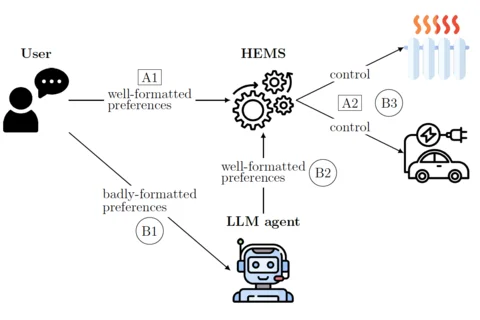 User
HEMS
A1
well-formatted
preferences
control
A2
B3
control
well-formatted
preferences
B2
badly-formatted
preferences
B1
LLM agent